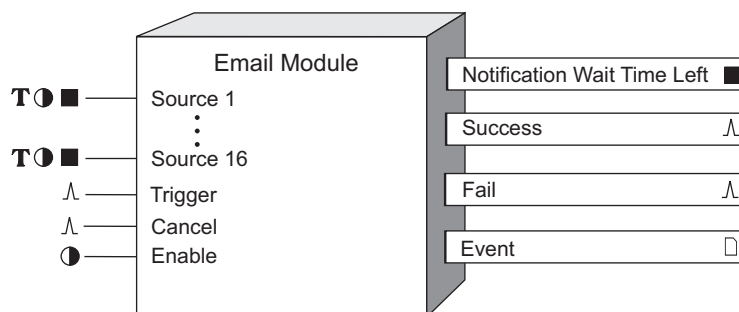 Email Module
T Source 1
T Source 16
Trigger
Cancel
Enable
Notification Wait Time Left
Success
Fail
Event